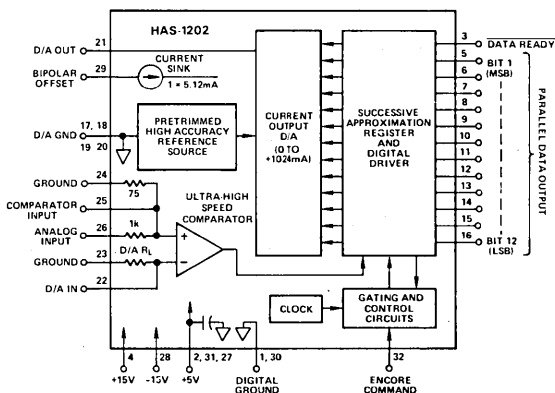 HAS-1202
D/A OUT
21
BIPOLAR
OFFSET
29
CURRENT
SINK
1 = 5.12mA
D/A GND
17, 18
19 20
PRETRIMMED
HIGH ACCURACY
REFERENCE
SOURCE
CURRENT
OUTPUT
D/A
(0 TO
+1024mA)
SUCCESSIVE
APPROXIMATION
REGISTER
AND
DIGITAL
DRIVER
3
DATA READY
5
BIT 1
(MSB)
6
7
8
9
10
11
12
13
14
15
16
BIT 12
(LSB)
PARALLEL DATA OUTPUT
GROUND
24
75
COMPARATOR
INPUT
25
ANALOG
INPUT
26
1k
GROUND
23
D/A RL
D/A IN
22
ULTRA-HIGH
SPEED
COMPARATOR
+
−
CLOCK
GATING AND
CONTROL
CIRCUITS
4
+15V
28
-15V
2, 31, 27
+5V
1, 30
DIGITAL
GROUND
32
ENCORE
COMMAND